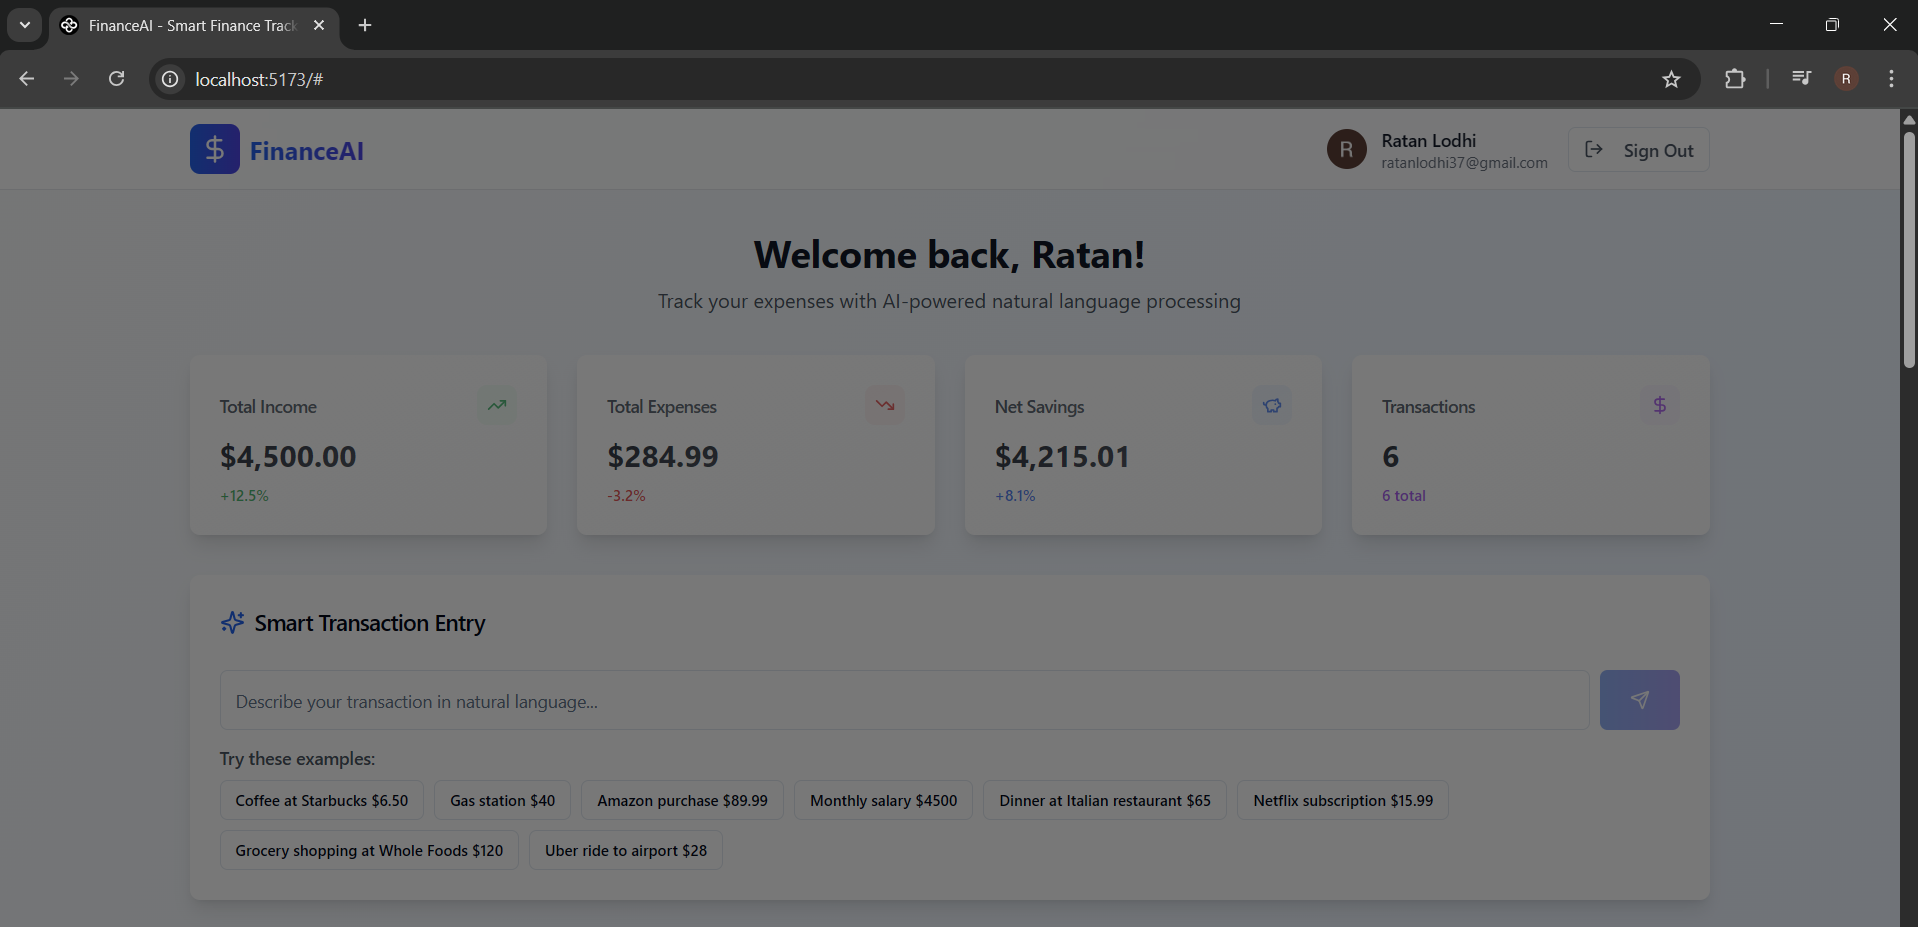 FinanceAI - Smart Finance Track
localhost:5173/#
R
$ FinanceAI
R
Ratan Lodhi
ratanlodhi37@gmail.com
Sign Out
Welcome back, Ratan!
Track your expenses with AI-powered natural language processing
Total Income
$4,500.00
+12.5%
Total Expenses
$284.99
-3.2%
Net Savings
$4,215.01
+8.1%
Transactions
$
6
6 total
Smart Transaction Entry
Describe your transaction in natural language...
Try these examples:
Coffee at Starbucks $6.50 Gas station $40 Amazon purchase $89.99 Monthly salary $4500 Dinner at Italian restaurant $65 Netflix subscription $15.99
Grocery shopping at Whole Foods $120 Uber ride to airport $28